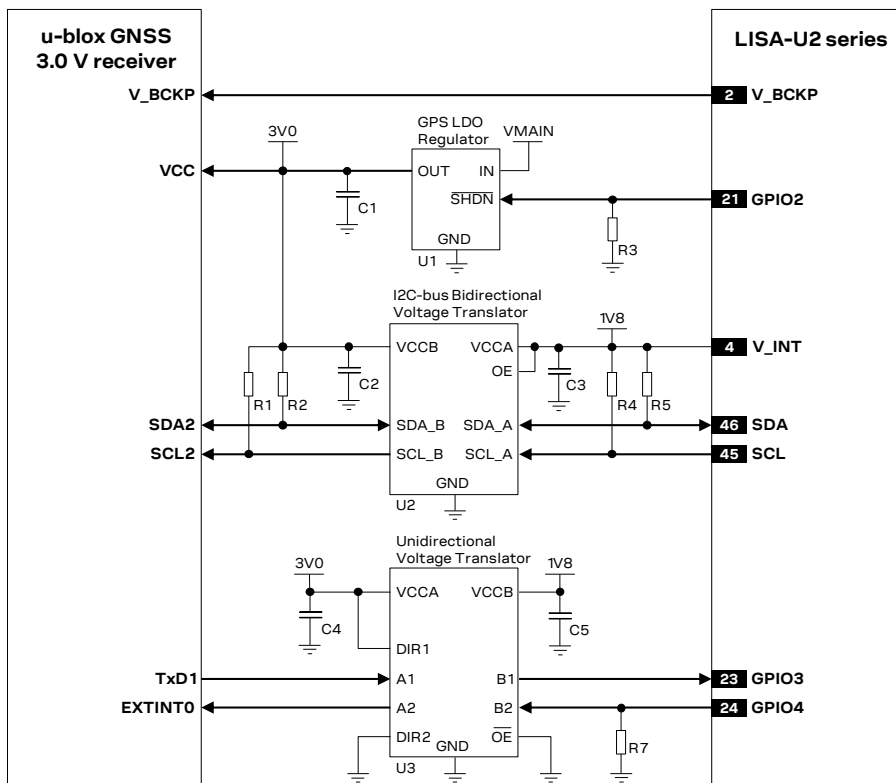 u-blox GNSS
3.0 V receiver
LISA-U2 series
V_BCKP
2 V_BCKP
GPS LDO
Regulator
3V0
VMAIN
VCC
OUT IN
SHDN
21 GPIO2
C1
GND
U1
R3
I2C-bus Bidirectional
Voltage Translator
1V8
VCCB VCCA
4 V_INT
OE
C2
C3
R1 R2
R4 R5
SDA2
SDA_B SDA_A
46 SDA
SCL2
SCL_B SCL_A
45 SCL
GND
U2
Unidirectional
Voltage Translator
3V0
1V8
VCCA VCCB
C4
C5
DIR1
TxD1
A1 B1
23 GPIO3
EXTINT0
A2 B2
24 GPIO4
DIR2 OE
GND
R7
U3